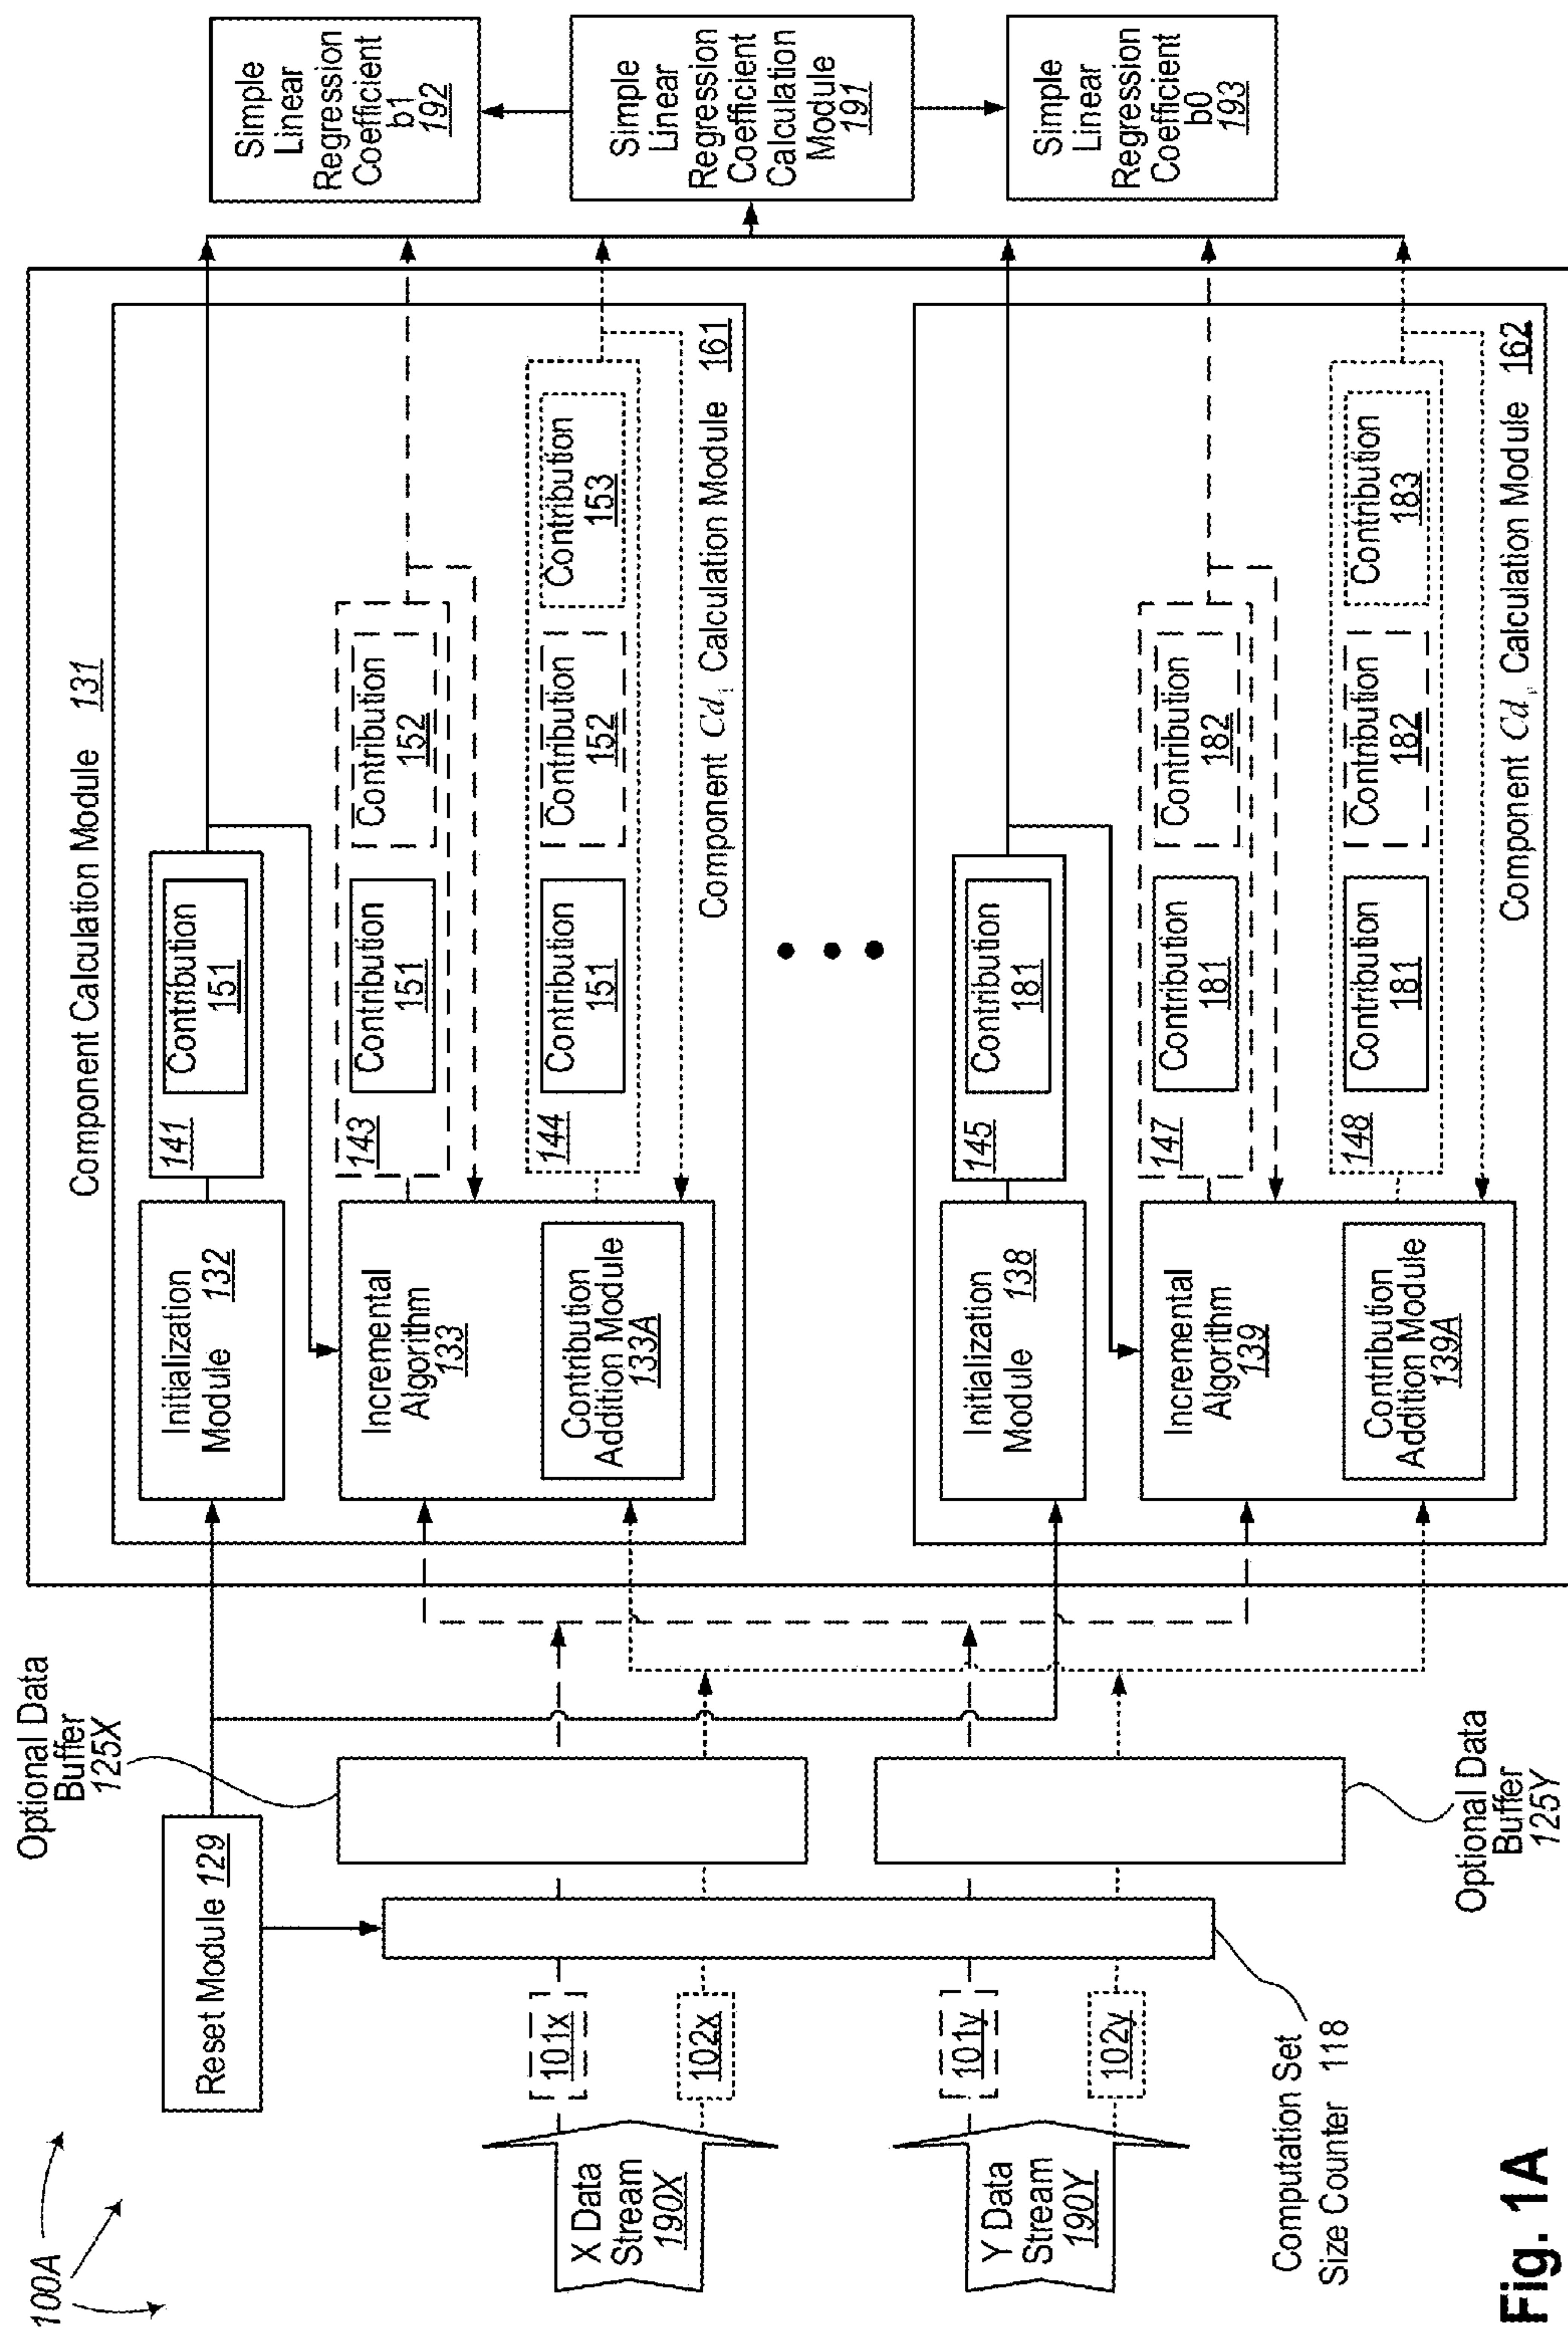 100A
Reset Module 129
Optional Data
Buffer
125X
X Data
Stream
190X
101x
102x
Y Data
Stream
190Y
101y
102y
Computation Set
Size Counter 118
Optional Data
Buffer
125Y
Component Calculation Module 131
Initialization
Module 132
141
Contribution
151
Incremental
Algorithm
133
Contribution
Addition Module
133A
143
Contribution
151
Contribution
152
144
Contribution
151
Contribution
152
Contribution
153
Component Cd₁ Calculation Module 161
Initialization
Module 138
145
Contribution
181
Incremental
Algorithm
139
Contribution
Addition Module
139A
147
Contribution
181
Contribution
182
148
Contribution
181
Contribution
182
Contribution
183
Component Cd Calculation Module 162
Simple
Linear
Regression
Coefficient
b1
192
Simple
Linear
Regression
Coefficient
Calculation
Module
191
Simple
Linear
Regression
Coefficient
b0
193
Fig. 1A